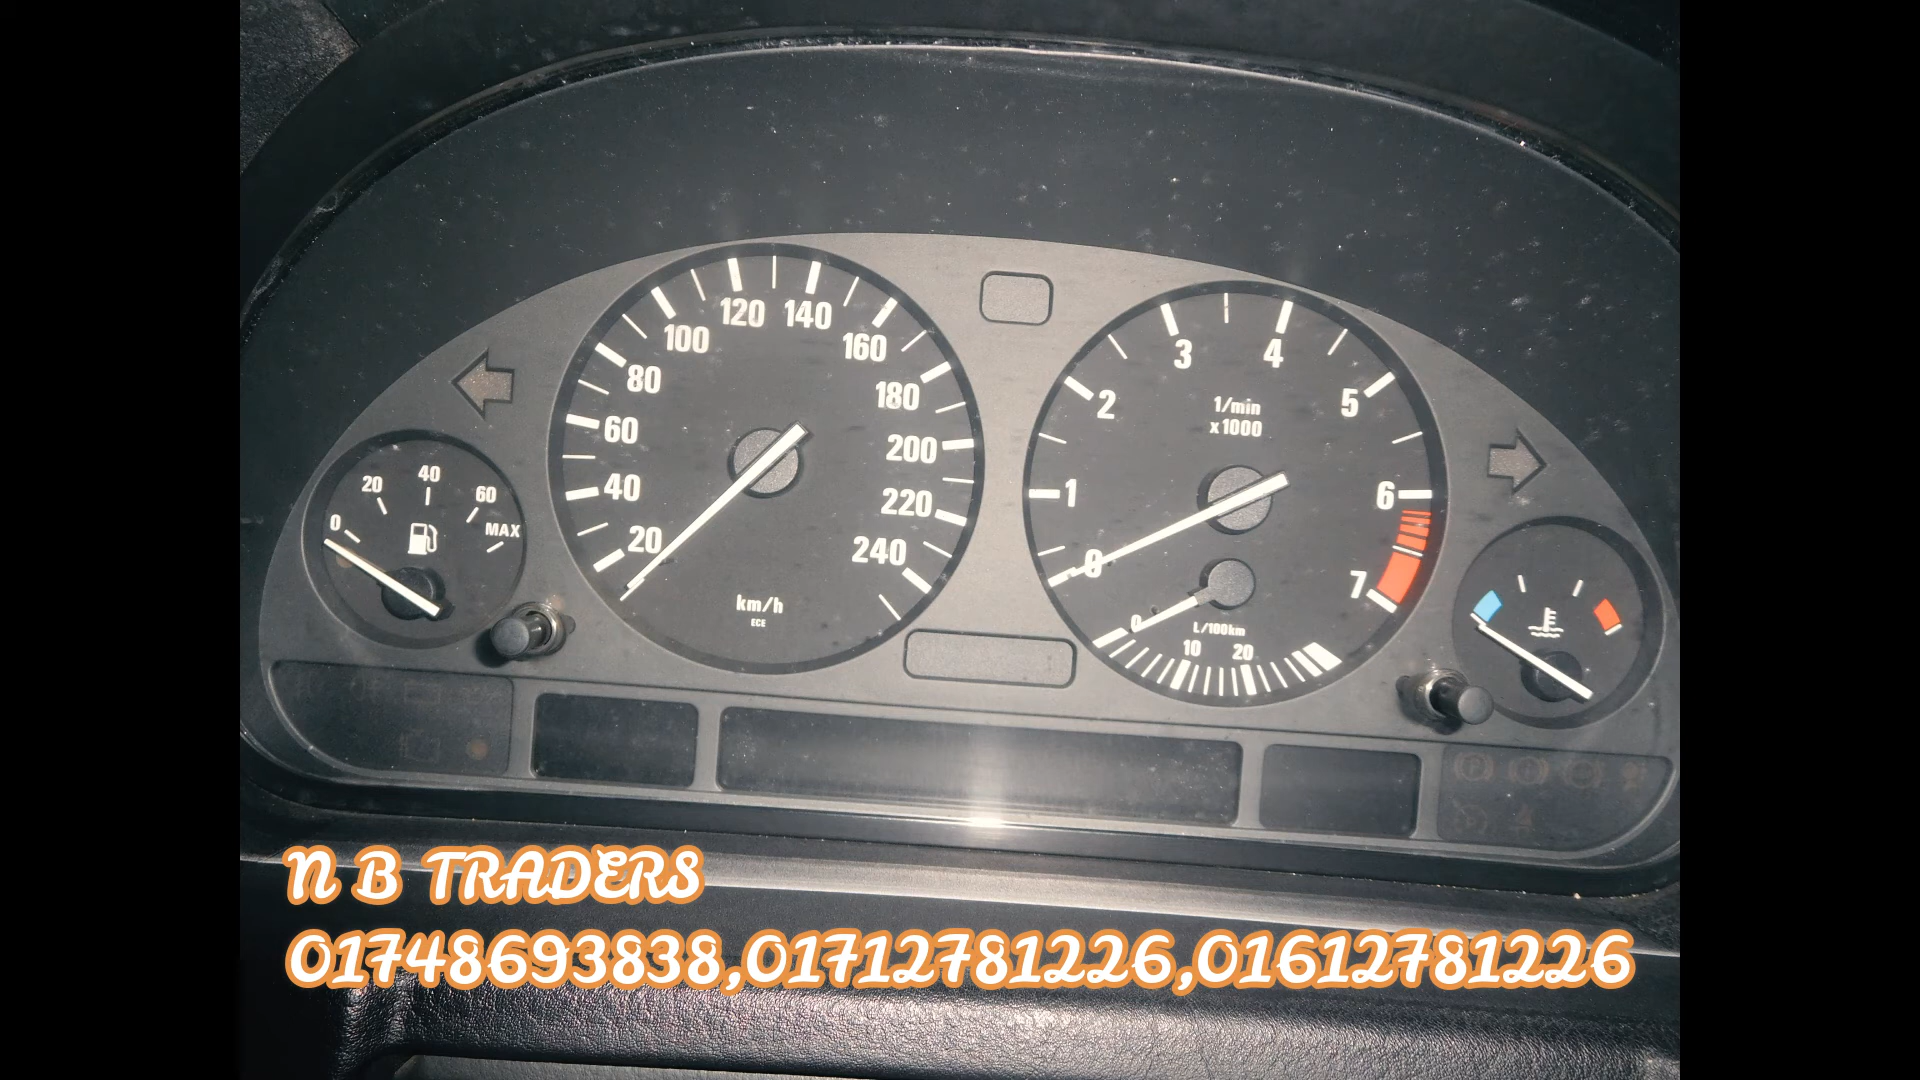 120 140
100 160
80 180
60 200
40 220
20 240
km/h
ECE
3 4
2 5
1/min
x1000
1 6
0 7
0 L/100km
10 20
0 20 40 60 MAX
N B TRADERS
01748693838,01712781226,01612781226